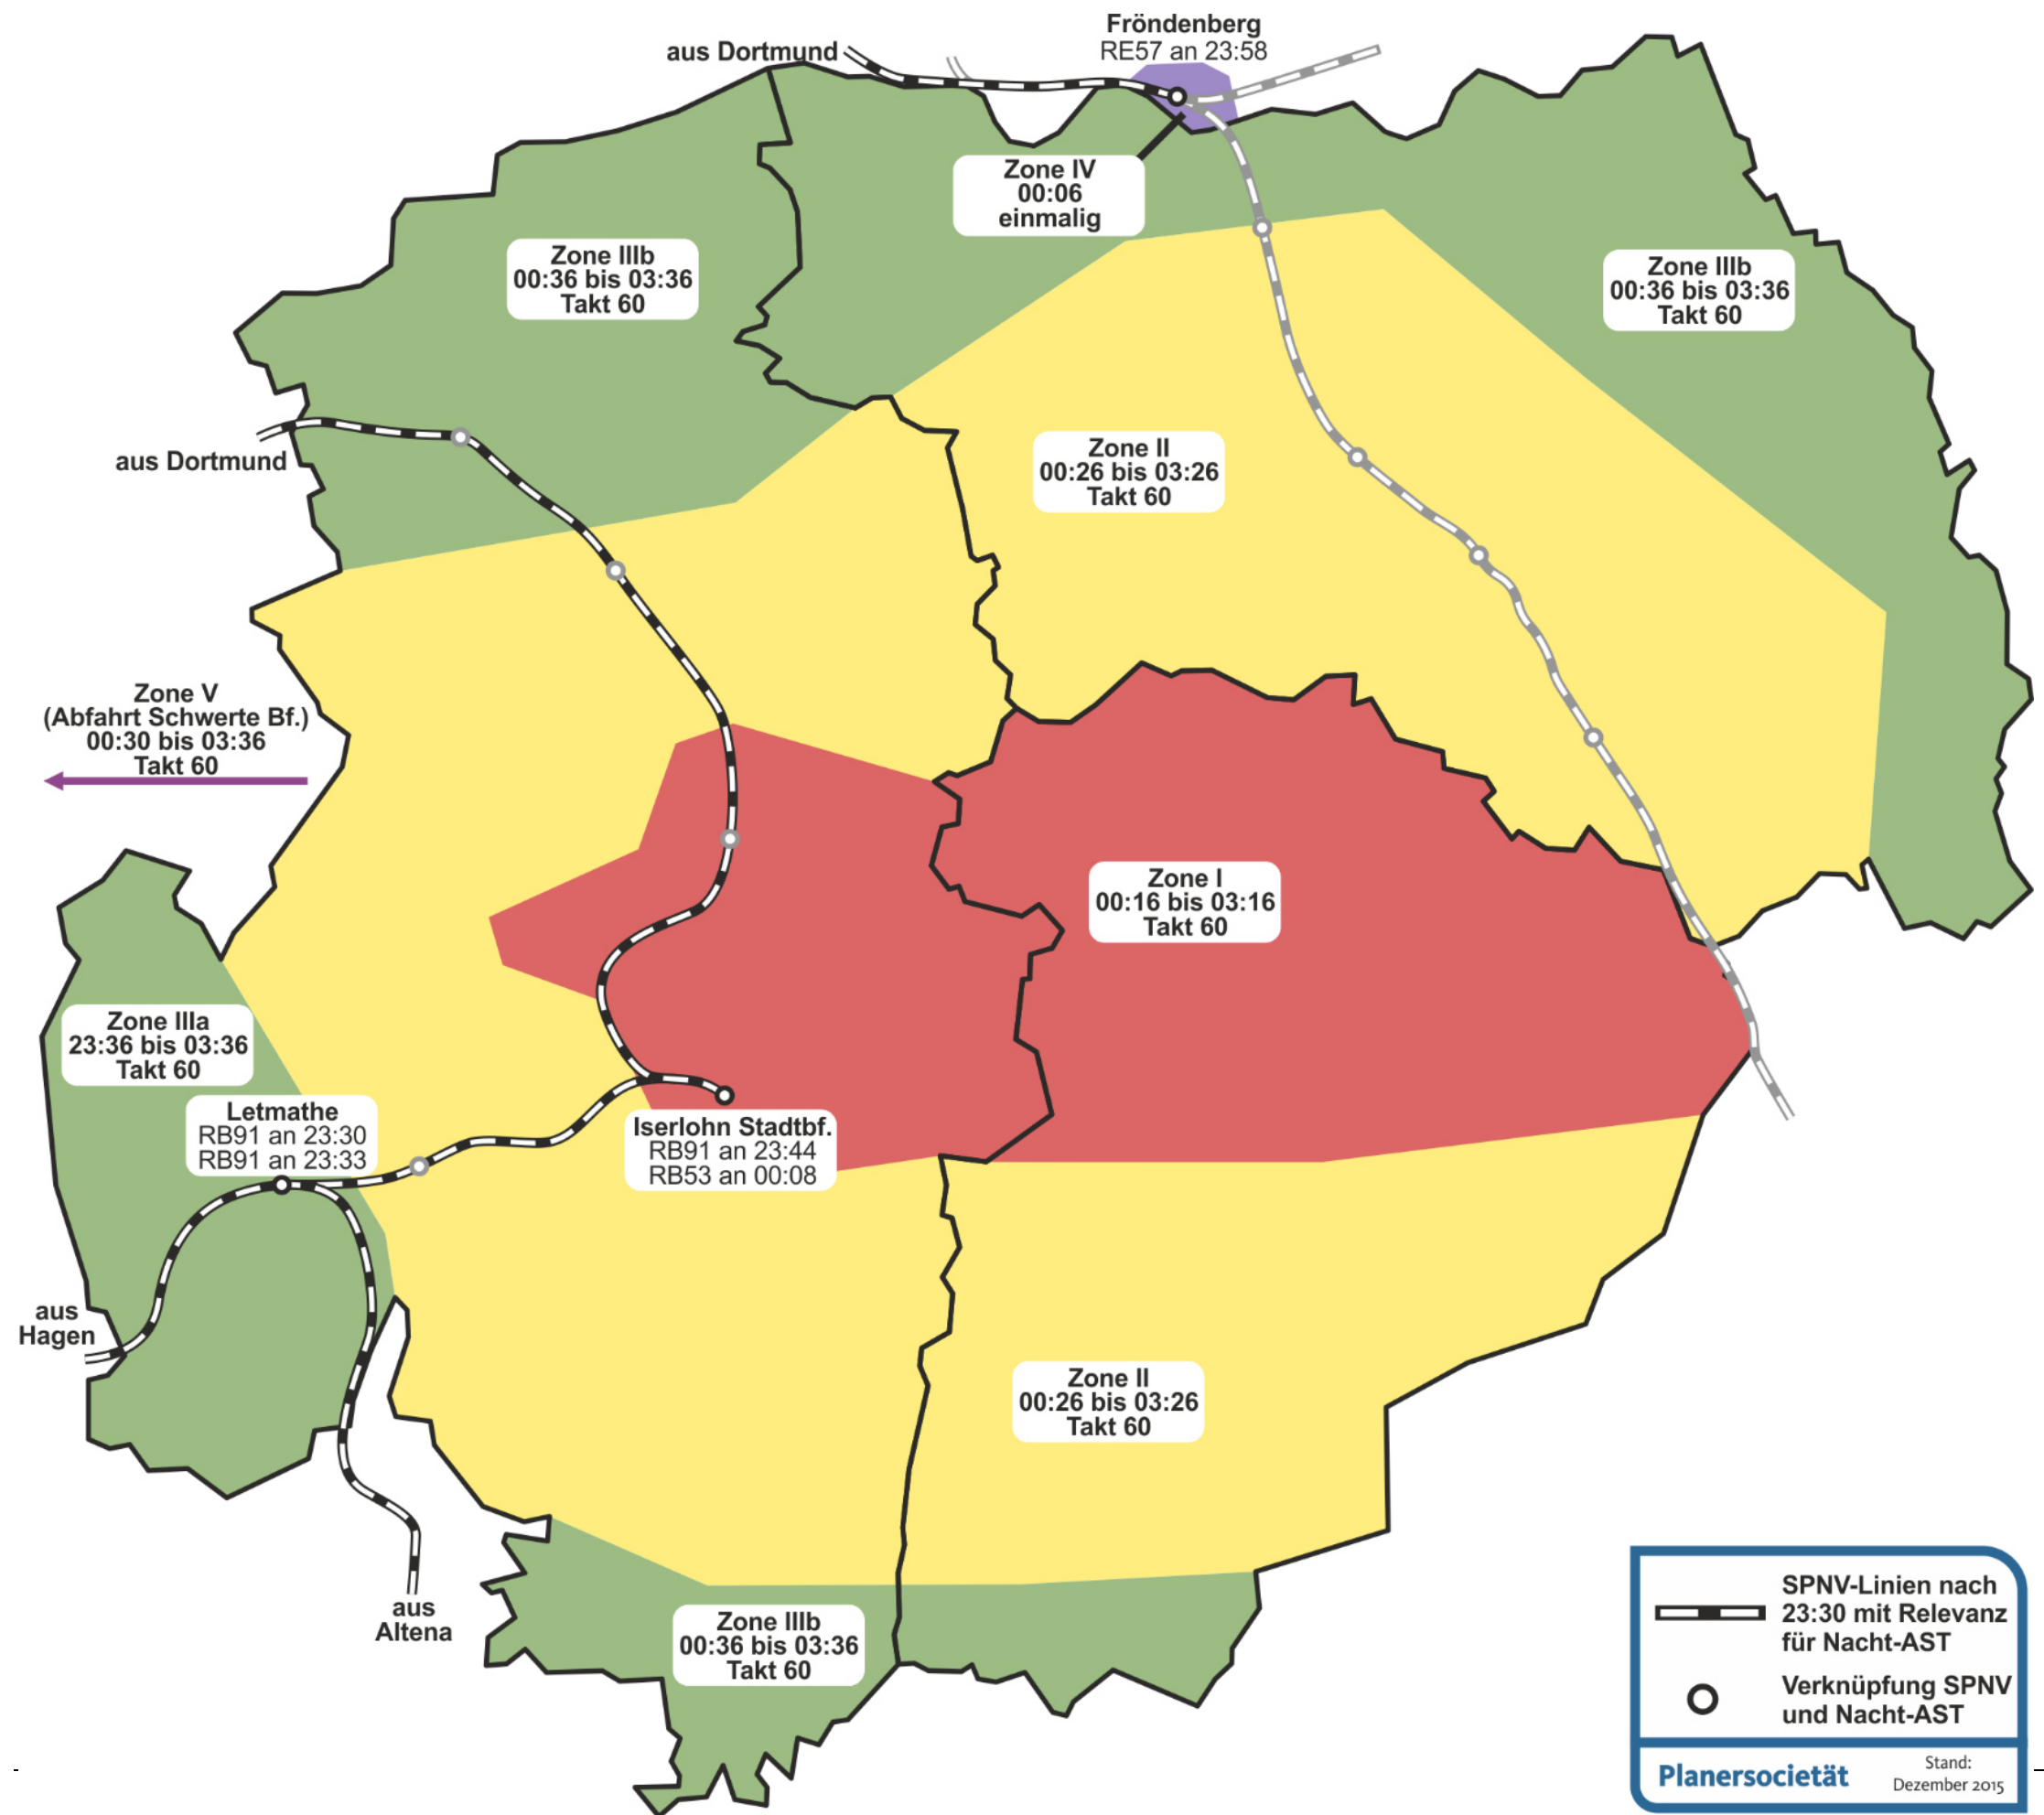 Fröndenberg
RE57 an 23:58
aus Dortmund
Zone IV
00:06
einmalig
Zone IIIb
00:36 bis 03:36
Takt 60
Zone IIIb
00:36 bis 03:36
Takt 60
aus Dortmund
Zone II
00:26 bis 03:26
Takt 60
Zone V
(Abfahrt Schwerte Bf.)
00:30 bis 03:36
Takt 60
Zone I
00:16 bis 03:16
Takt 60
Zone IIIa
23:36 bis 03:36
Takt 60
Letmathe
RB91 an 23:30
RB91 an 23:33
Iserlohn Stadtbf.
RB91 an 23:44
RB53 an 00:08
aus
Hagen
Zone II
00:26 bis 03:26
Takt 60
aus
Altena
Zone IIIb
00:36 bis 03:36
Takt 60
SPNV-Linien nach
23:30 mit Relevanz
für Nacht-AST
Verknüpfung SPNV
und Nacht-AST
Planersocietät
Stand:
Dezember 2015